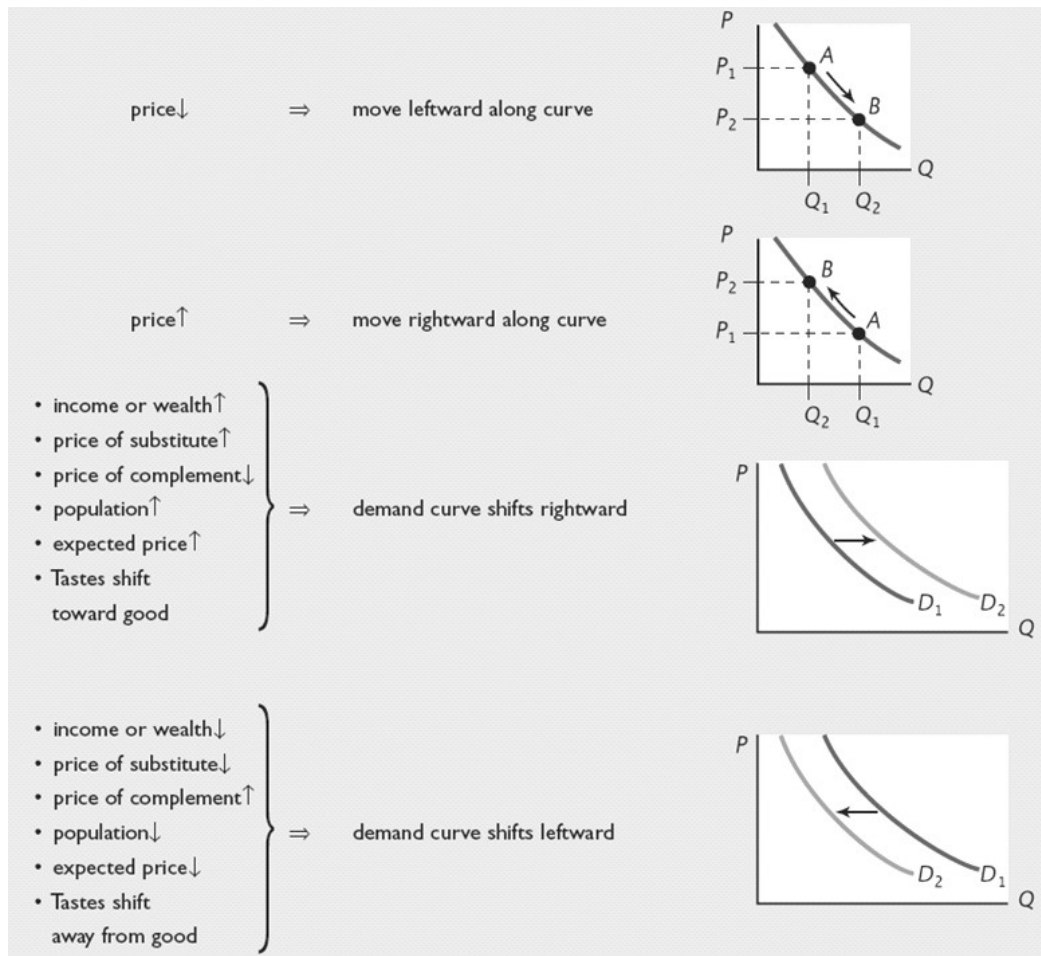 price↓ ⇒ move leftward along curve
P
P1
A
P2
B
Q
Q1 Q2
price↑ ⇒ move rightward along curve
P
P2
B
P1
A
Q
Q2 Q1
• income or wealth↑
• price of substitute↑
• price of complement↓
• population↑
• expected price↑
• Tastes shift
toward good
⇒ demand curve shifts rightward
P
D1 D2
Q
• income or wealth↓
• price of substitute↓
• price of complement↑
• population↓
• expected price↓
• Tastes shift
away from good
⇒ demand curve shifts leftward
P
D2 D1
Q